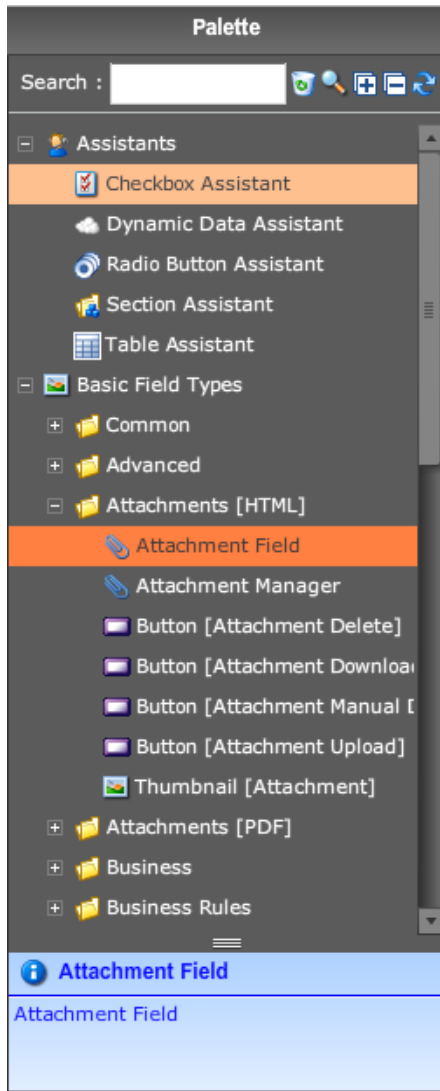 Palette
Search :
Assistants
Checkbox Assistant
Dynamic Data Assistant
Radio Button Assistant
Section Assistant
Table Assistant
Basic Field Types
Common
Advanced
Attachments [HTML]
Attachment Field
Attachment Manager
Button [Attachment Delete]
Button [Attachment Downloa
Button [Attachment Manual D
Button [Attachment Upload]
Thumbnail [Attachment]
Attachments [PDF]
Business
Business Rules
Attachment Field
Attachment Field